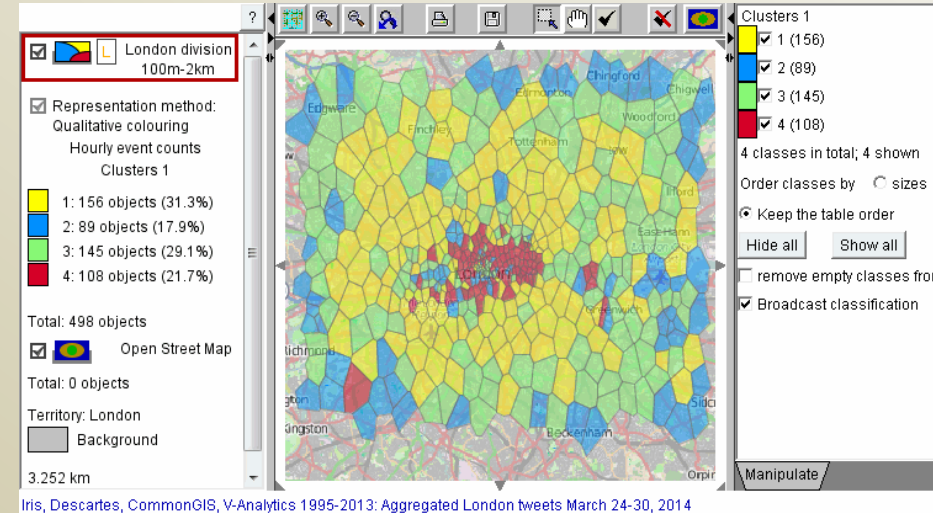 ?
London division
100m-2km
L
Representation method:
Qualitative colouring
Hourly event counts
Clusters 1
1: 156 objects (31.3%)
2: 89 objects (17.9%)
3: 145 objects (29.1%)
4: 108 objects (21.7%)
Total: 498 objects
Open Street Map
Total: 0 objects
Territory: London
Background
3.252 km
Chingford
Edmonton
Chigwell
Edgware
Woodford
Finchley
Tottenham
Ilford
East Ham
London
Greenwich
Richmond
Kingston
Beckenham
Sidc
Orpir
Clusters 1
1 (156)
2 (89)
3 (145)
4 (108)
4 classes in total; 4 shown
Order classes by sizes
Keep the table order
Hide all Show all
remove empty classes fror
Broadcast classification
Manipulate
Iris, Descartes, CommonGIS, V-Analytics 1995-2013: Aggregated London tweets March 24-30, 2014